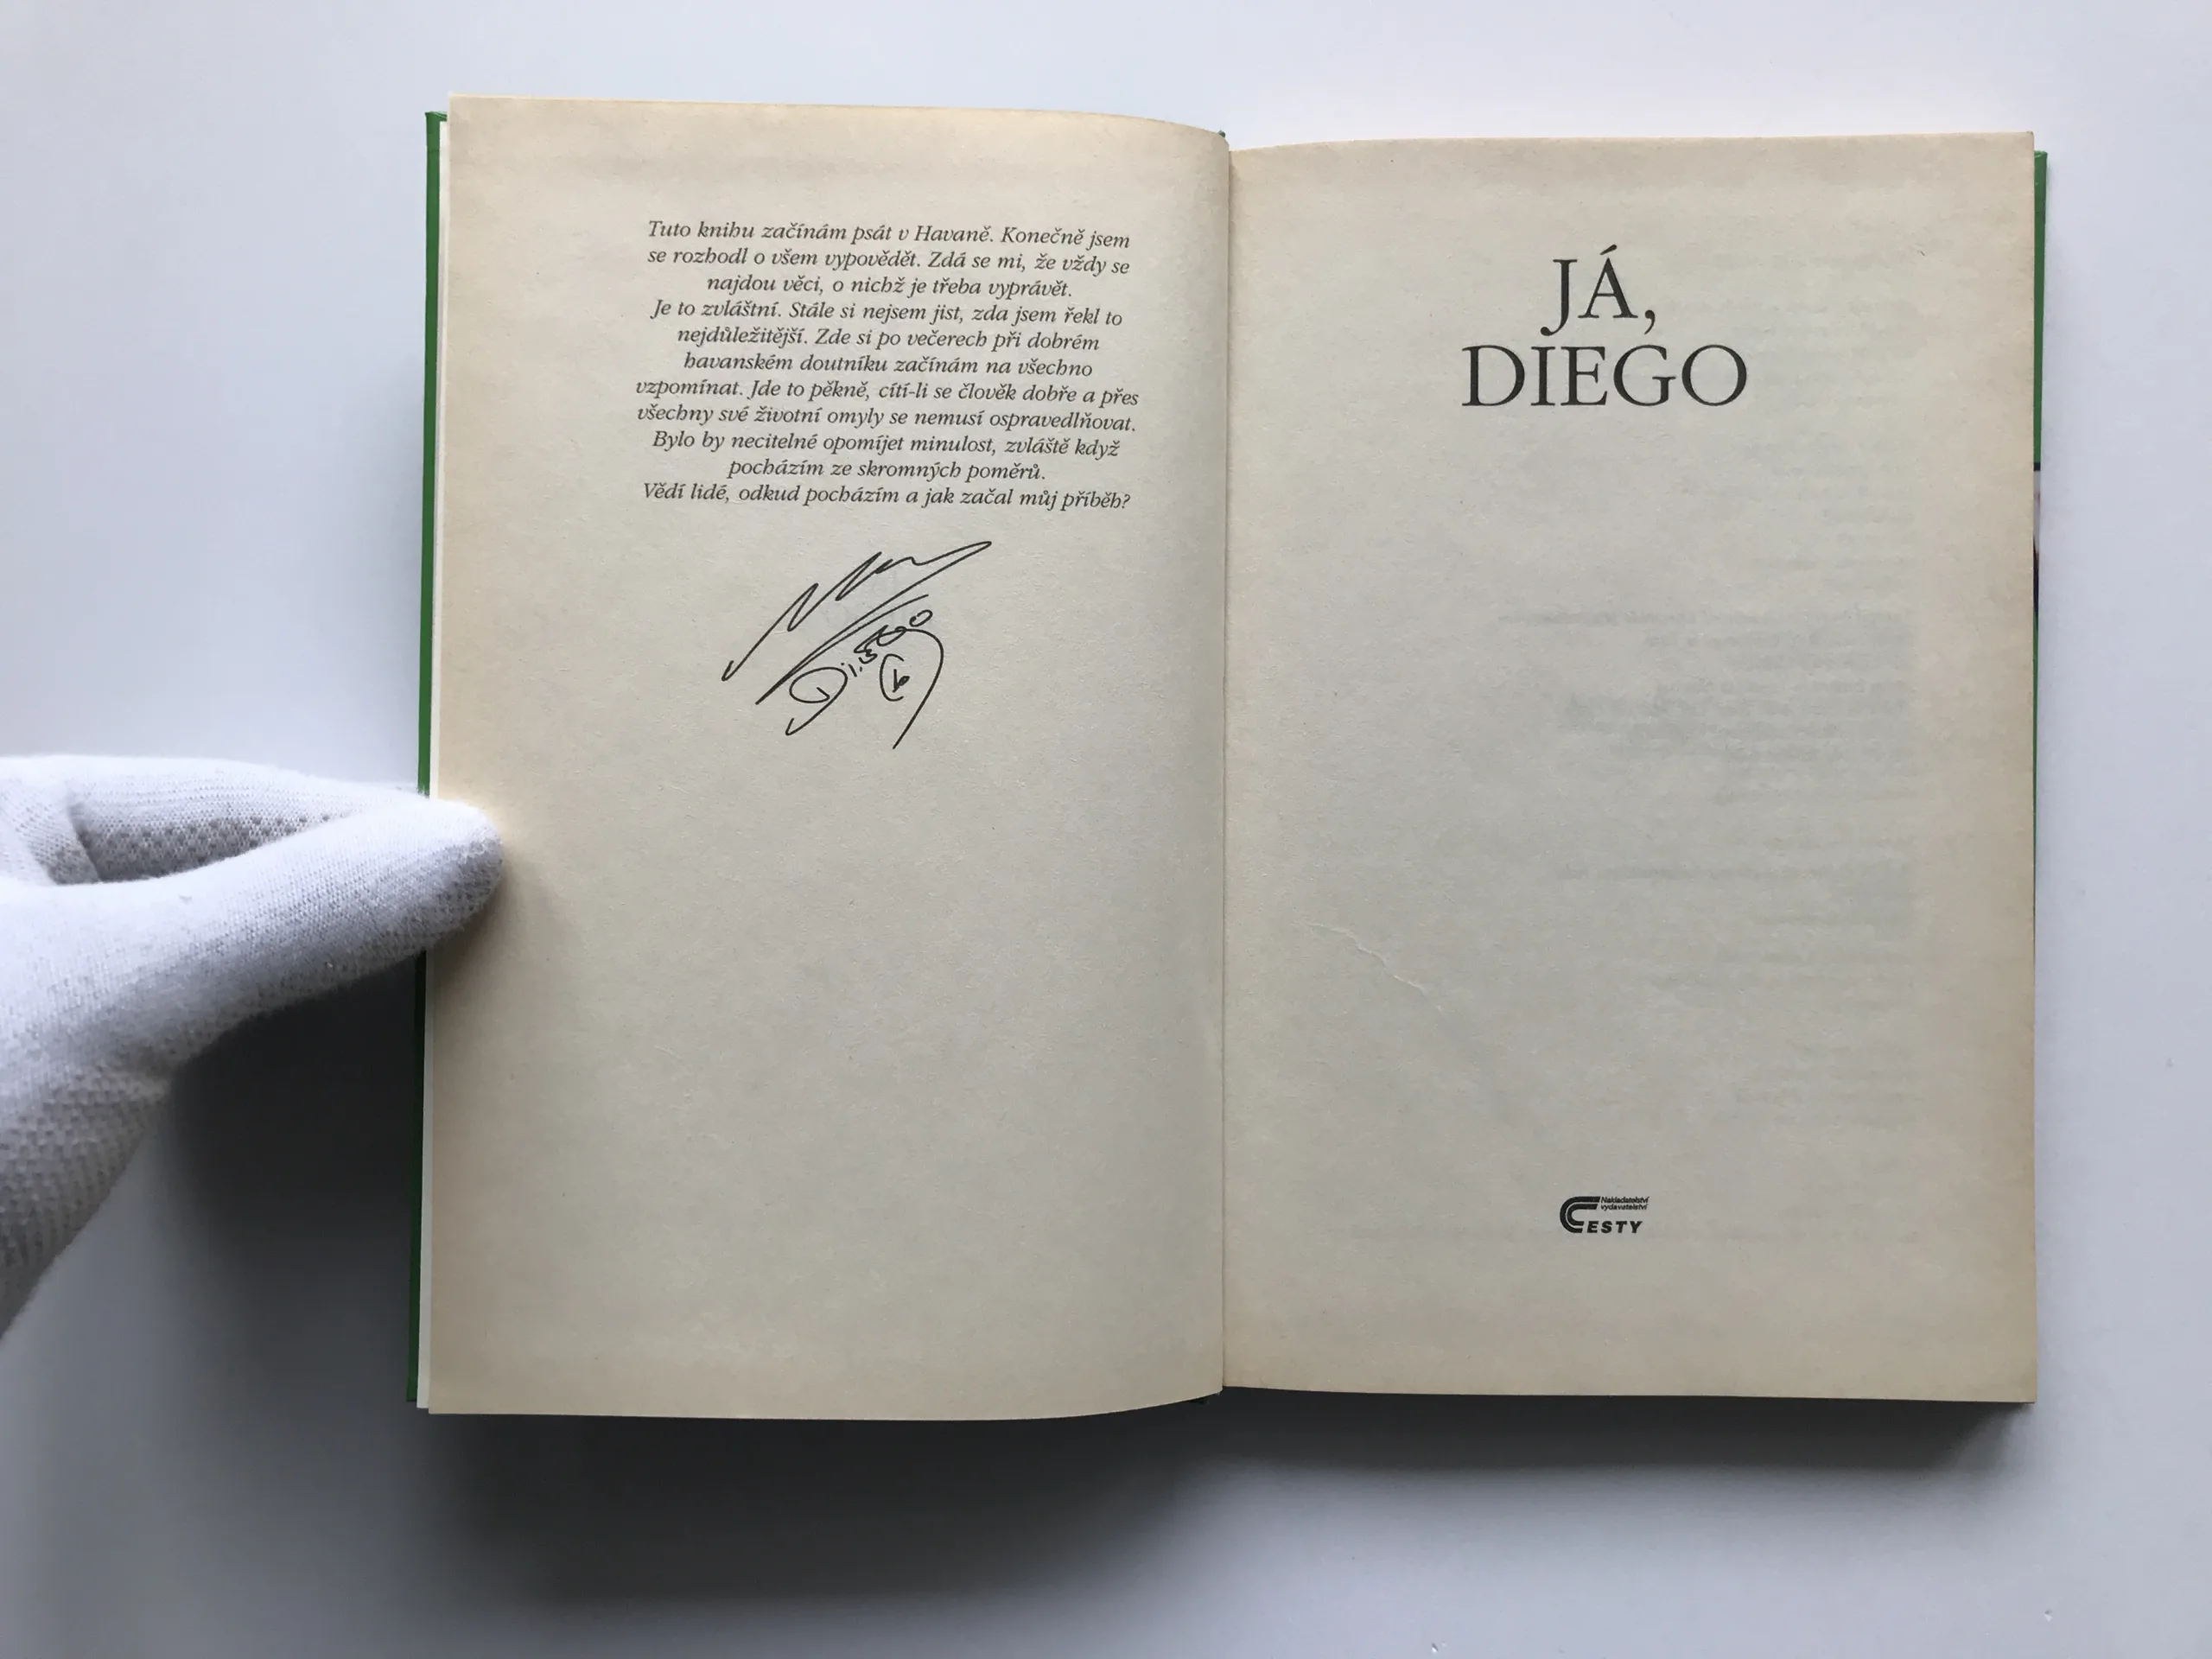 Tuto knihu začínám psát v Havaně. Konečně jsem
se rozhodl o všem vypovědět. Zdá se mi, že vždy se
najdou věci, o nichž je třeba vyprávět.
Je to zvláštní. Stále si nejsem jist, zda jsem řekl to
nejdůležitější. Zde si po večerech při dobrém
havanském doutníku začínám na všechno
vzpomínat. Jde to pěkně, cítí-li se člověk dobře a přes
všechny své životní omyly se nemusí ospravedlňovat.
Bylo by necitelné opomíjet minulost, zvláště když
pocházím ze skromných poměrů.
Vědí lidé, odkud pocházím a jak začal můj příběh?
Diego
JÁ,
DIEGO
Nakladatelství
vydavatelství
CESTY